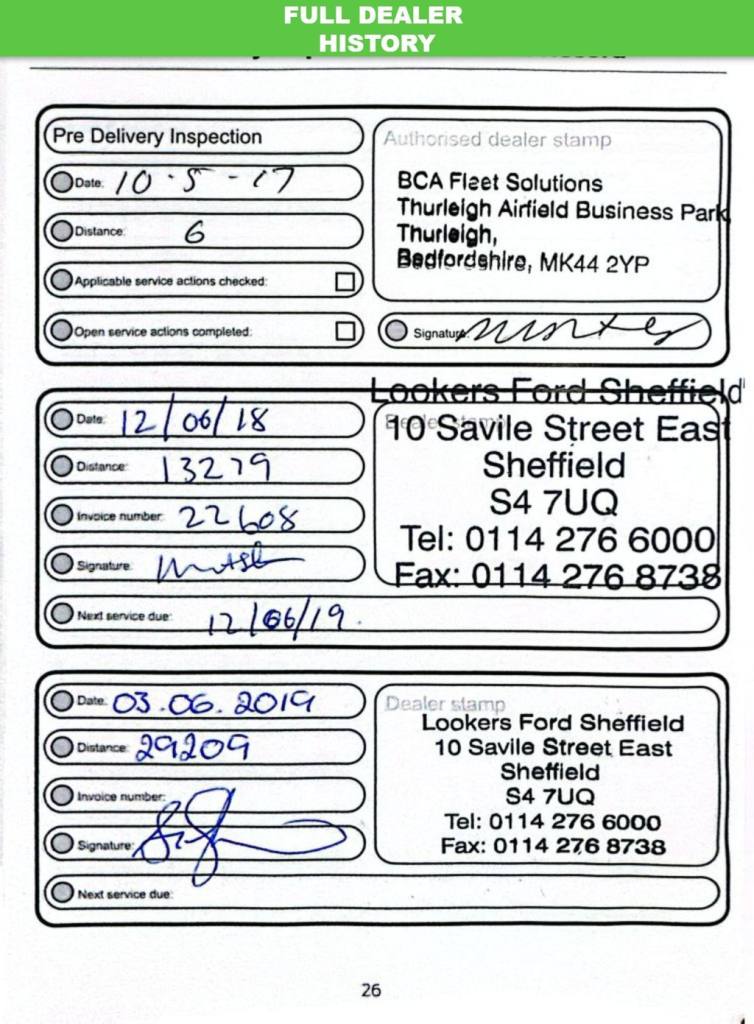 FULL DEALER
HISTORY
Pre Delivery Inspection
Authorised dealer stamp
Date: 10-5-17
BCA Fleet Solutions
Thurleigh Airfield Business Park
Thurleigh,
Bedfordshire, MK44 2YP
Distance: 6
Applicable service actions checked:
Open service actions completed:
Signature:
Lookers Ford Sheffield
Date: 12/06/18
Dealer stamp
10 Savile Street East
Sheffield
S4 7UQ
Tel: 0114 276 6000
Fax: 0114 276 8738
Distance: 13279
Invoice number: 22608
Signature:
Next service due: 12/06/19.
Date: 03.06.2019
Dealer stamp
Lookers Ford Sheffield
10 Savile Street East
Sheffield
S4 7UQ
Tel: 0114 276 6000
Fax: 0114 276 8738
Distance: 29209
Invoice number:
Signature:
Next service due:
26